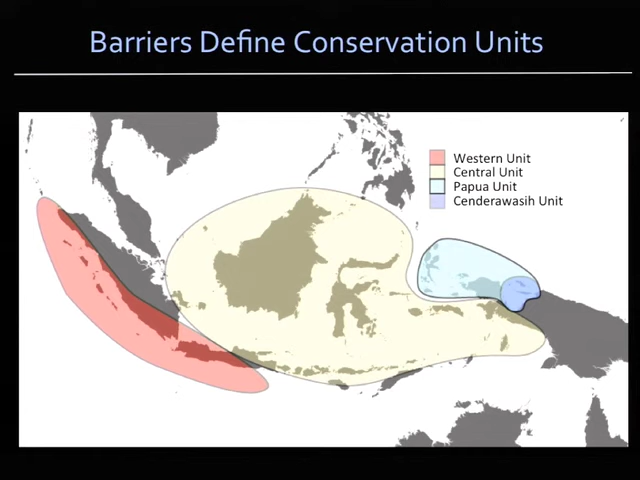 Barriers Define Conservation Units
Western Unit
Central Unit
Papua Unit
Cenderawasih Unit